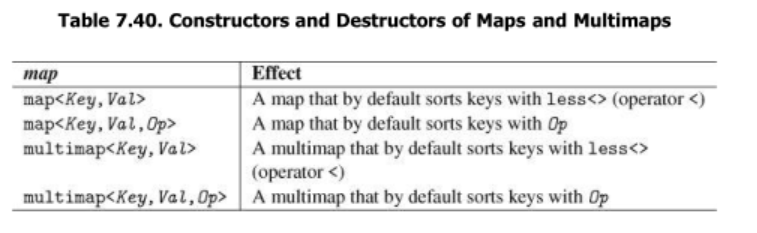 Table 7.40. Constructors and Destructors of Maps and Multimaps
map Effect
map<Key,Val> A map that by default sorts keys with less<> (operator <)
map<Key,Val,Op> A map that by default sorts keys with Op
multimap<Key,Val> A multimap that by default sorts keys with less<>
(operator <)
multimap<Key,Val,Op> A multimap that by default sorts keys with Op